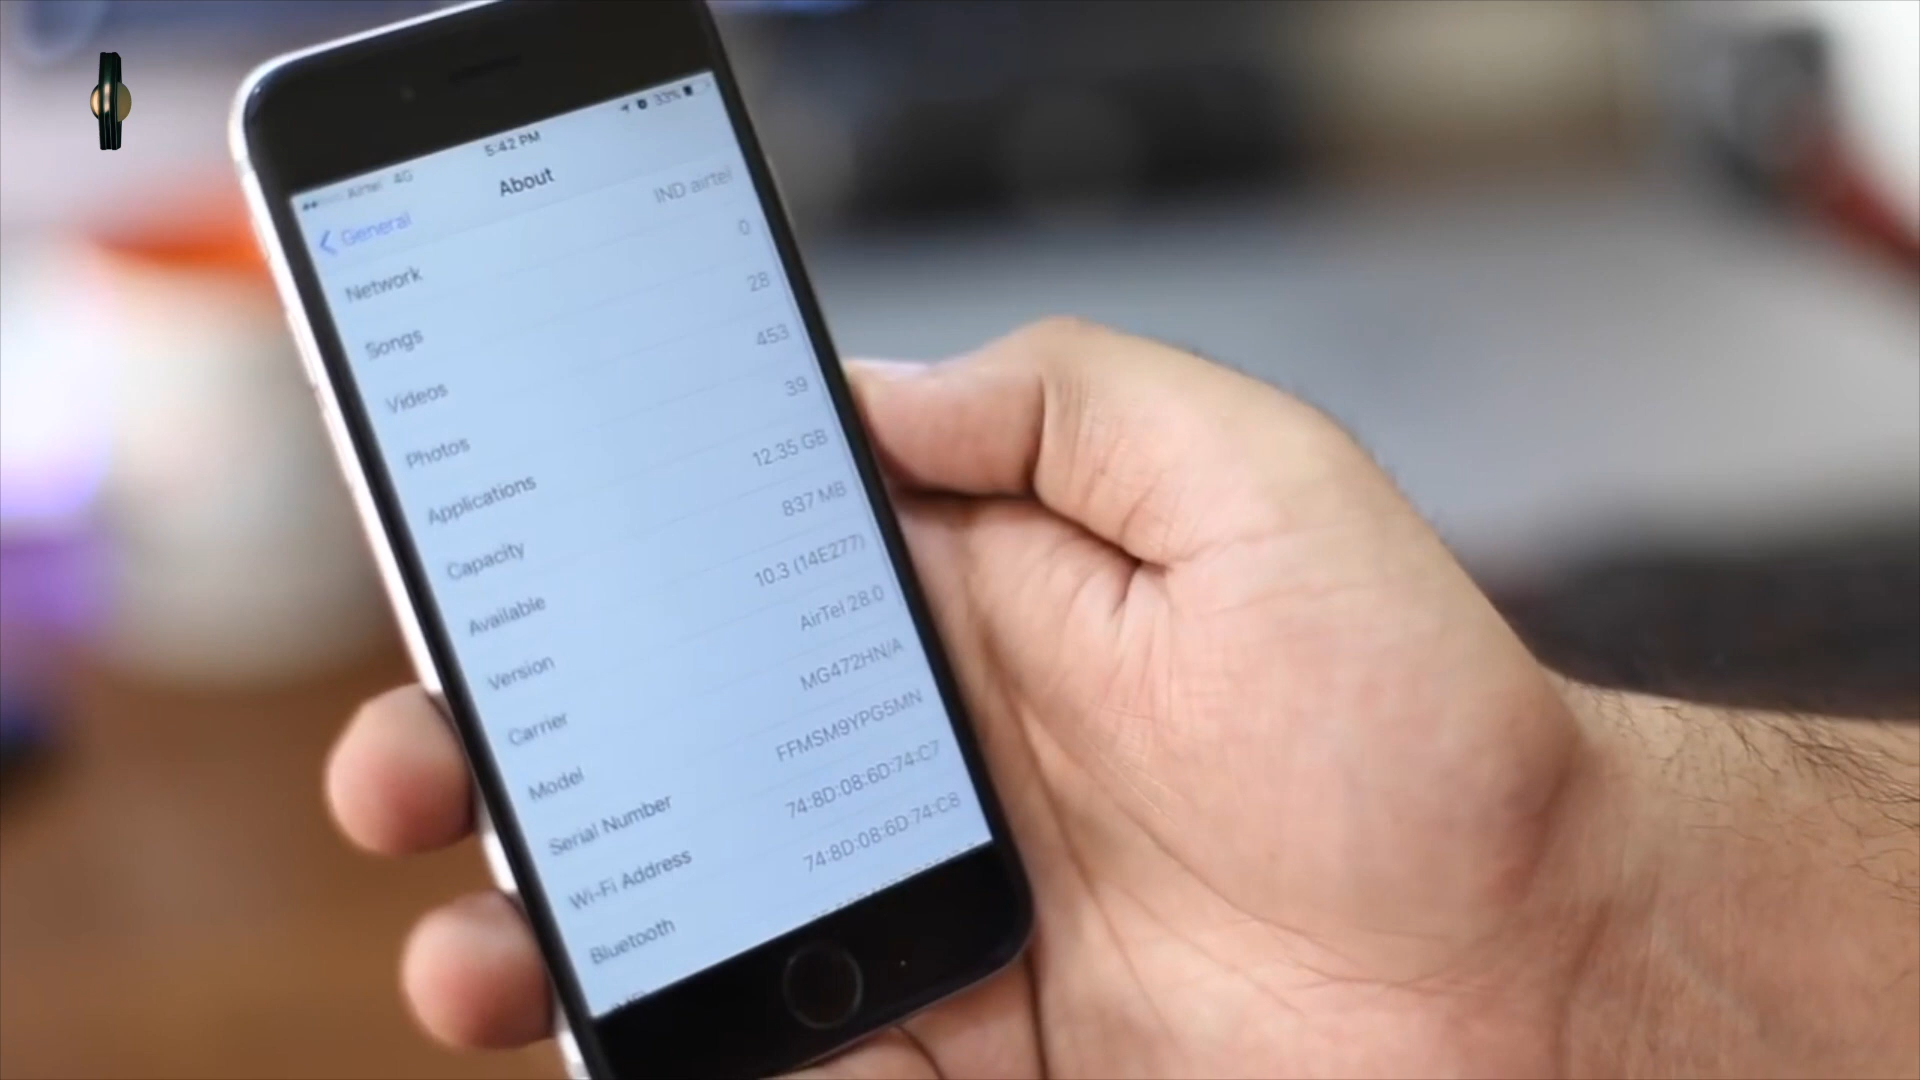 Airtel 4G 5:42 PM 33%
General About
Network IND airtel
Songs 0
Videos 28
Photos 453
Applications 39
Capacity 12.35 GB
Available 837 MB
Version 10.3 (14E277)
Carrier AirTel 28.0
Model MG472HN/A
Serial Number FFMSM9YPG5MN
Wi-Fi Address 74:8D:08:6D:74:C7
Bluetooth 74:8D:08:6D:74:C8